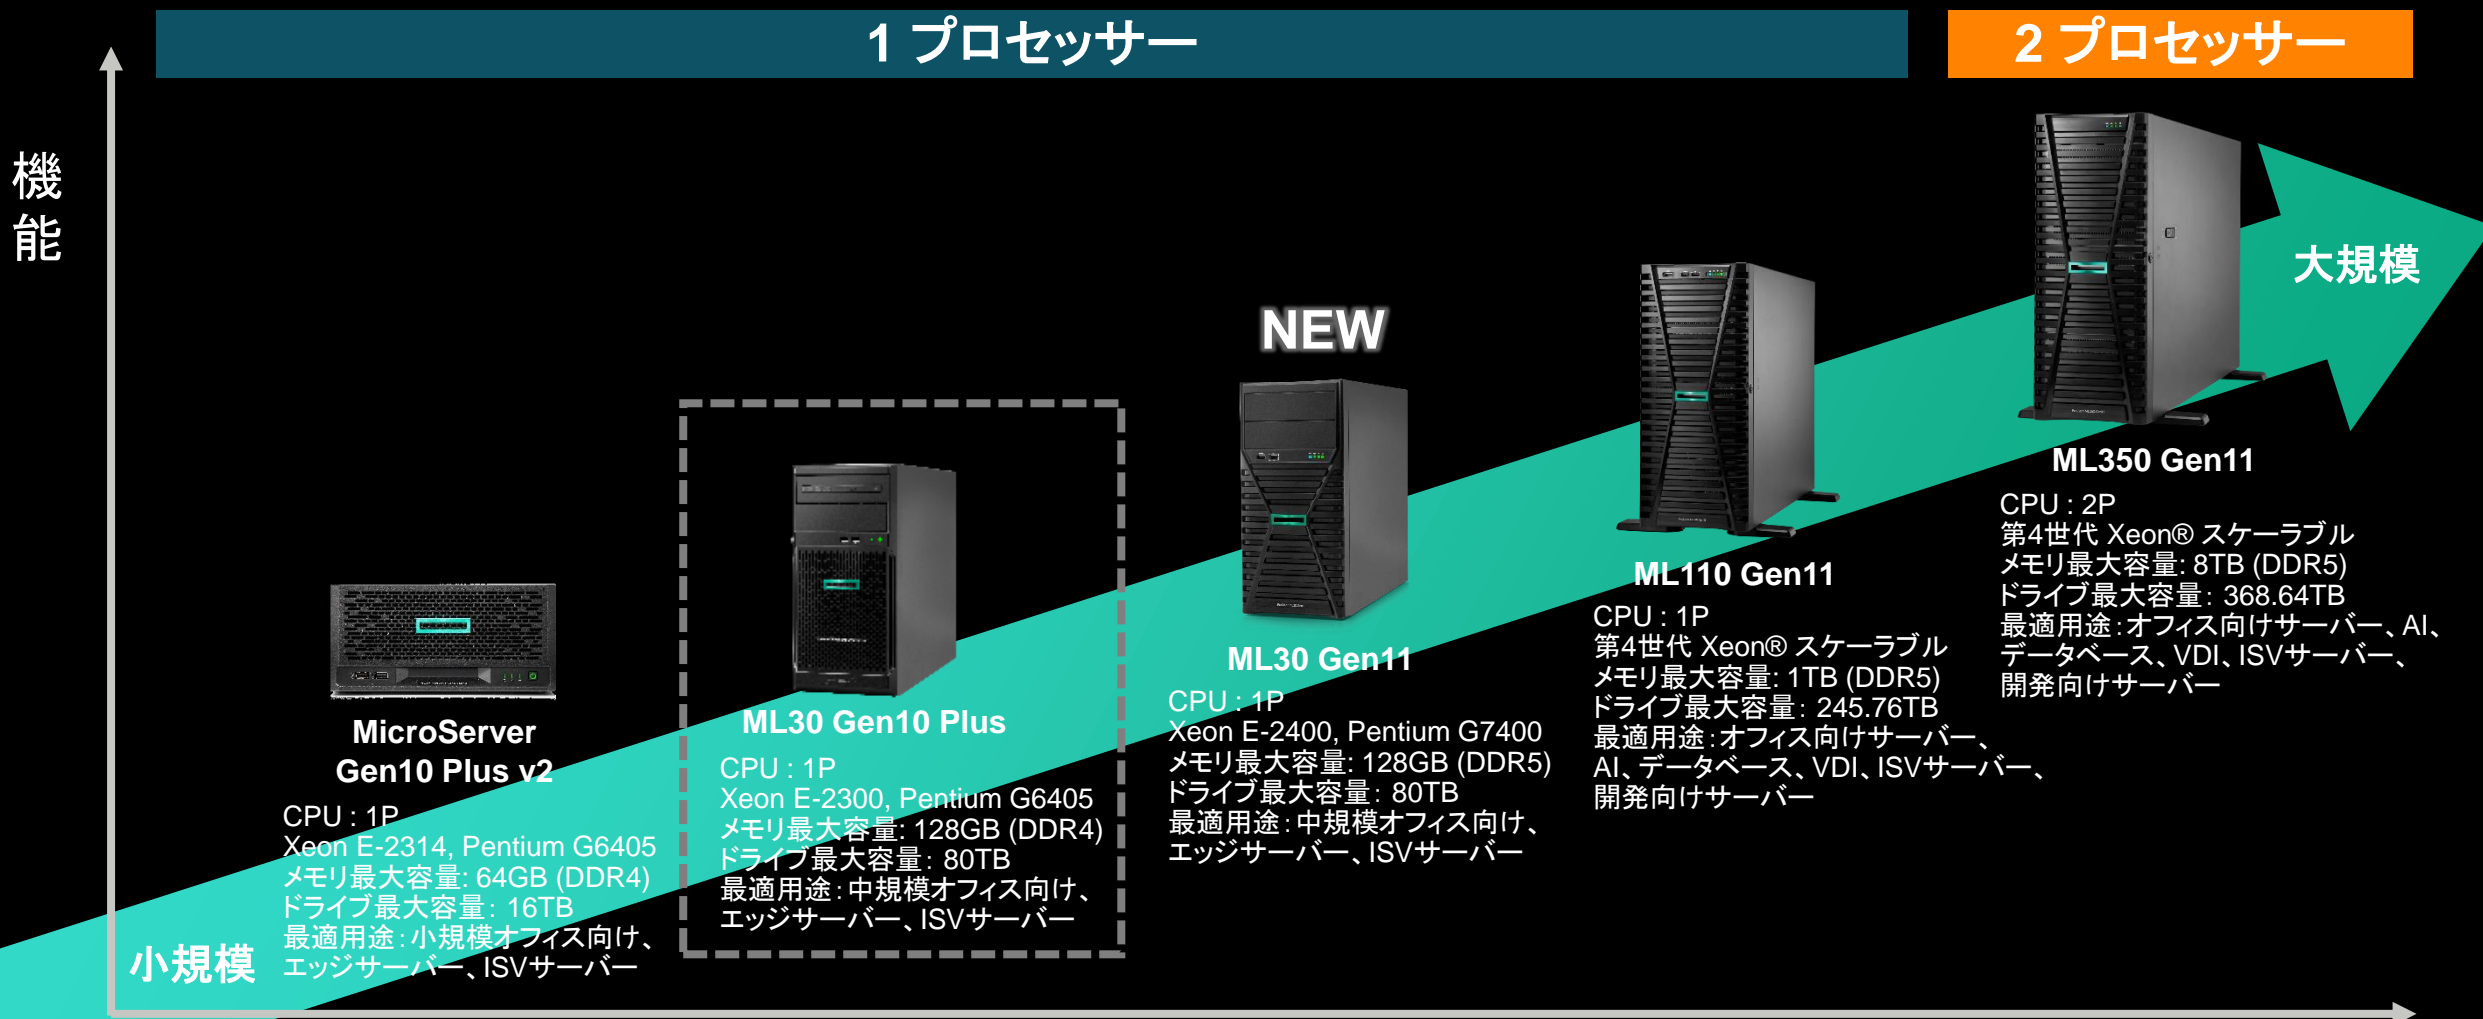 1 プロセッサー
2 プロセッサー
機
能
大規模
小規模
NEW
MicroServer
Gen10 Plus v2
CPU : 1P
Xeon E-2314, Pentium G6405
メモリ最大容量: 64GB (DDR4)
ドライブ最大容量: 16TB
最適用途:小規模オフィス向け、
エッジサーバー、ISVサーバー
ML30 Gen10 Plus
CPU : 1P
Xeon E-2300, Pentium G6405
メモリ最大容量: 128GB (DDR4)
ドライブ最大容量: 80TB
最適用途:中規模オフィス向け、
エッジサーバー、ISVサーバー
ML30 Gen11
CPU : 1P
Xeon E-2400, Pentium G7400
メモリ最大容量: 128GB (DDR5)
ドライブ最大容量: 80TB
最適用途:中規模オフィス向け、
エッジサーバー、ISVサーバー
ML110 Gen11
CPU : 1P
第4世代 Xeon® スケーラブル
メモリ最大容量: 1TB (DDR5)
ドライブ最大容量: 245.76TB
最適用途:オフィス向けサーバー、
AI、データベース、VDI、ISVサーバー、
開発向けサーバー
ML350 Gen11
CPU : 2P
第4世代 Xeon® スケーラブル
メモリ最大容量: 8TB (DDR5)
ドライブ最大容量: 368.64TB
最適用途:オフィス向けサーバー、AI、
データベース、VDI、ISVサーバー、
開発向けサーバー